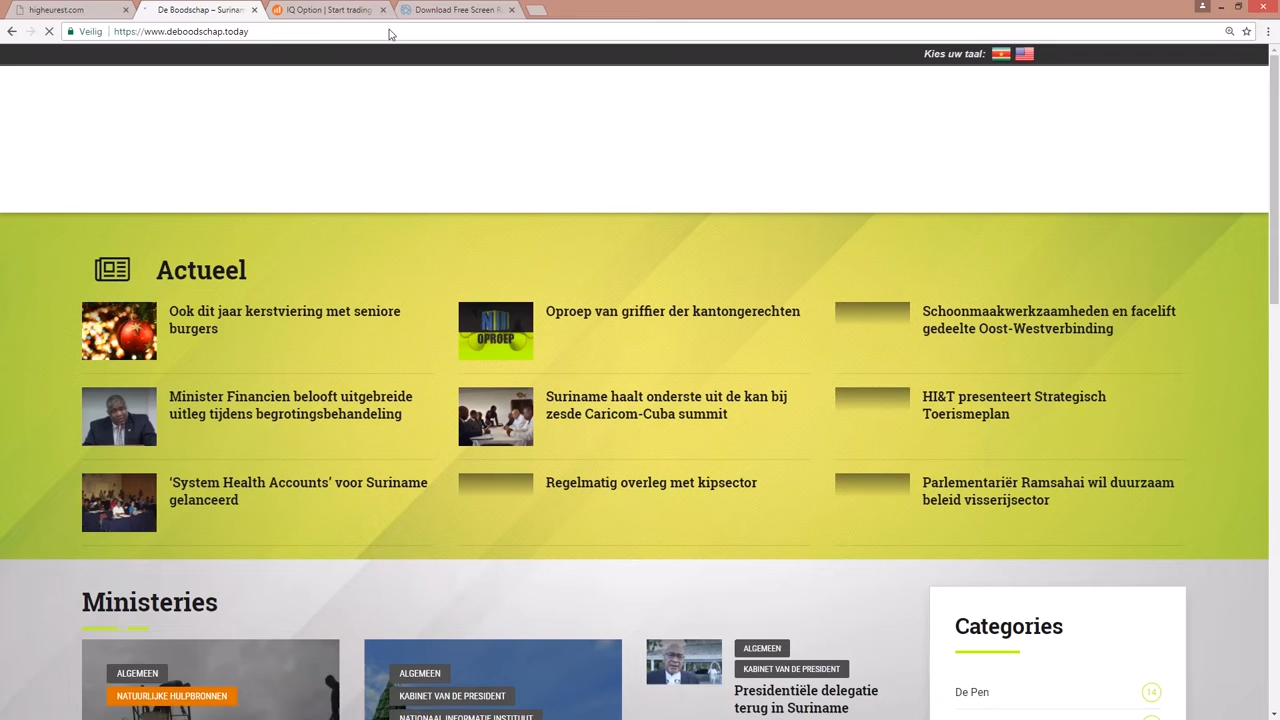 higheurest.com
De Boodschap – Surinam
IQ Option | Start trading
Download Free Screen R
Veilig
https://www.deboodschap.today
Kies uw taal:
Actueel
Ook dit jaar kerstviering met seniore
burgers
Oproep van griffier der kantongerechten
Schoonmaakwerkzaamheden en facelift
gedeelte Oost-Westverbinding
OPROEP
Minister Financien belooft uitgebreide
uitleg tijdens begrotingsbehandeling
Suriname haalt onderste uit de kan bij
zesde Caricom-Cuba summit
HI&T presenteert Strategisch
Toerismeplan
‘System Health Accounts’ voor Suriname
gelanceerd
Regelmatig overleg met kipsector
Parlementariër Ramsahai wil duurzaam
beleid visserijsector
Ministeries
Categories
ALGEMEEN
NATUURLIJKE HULPBRONNEN
ALGEMEEN
KABINET VAN DE PRESIDENT
NATIONAAL INFORMATIE INSTITUUT
ALGEMEEN
KABINET VAN DE PRESIDENT
Presidentiële delegatie
terug in Suriname
De Pen
14